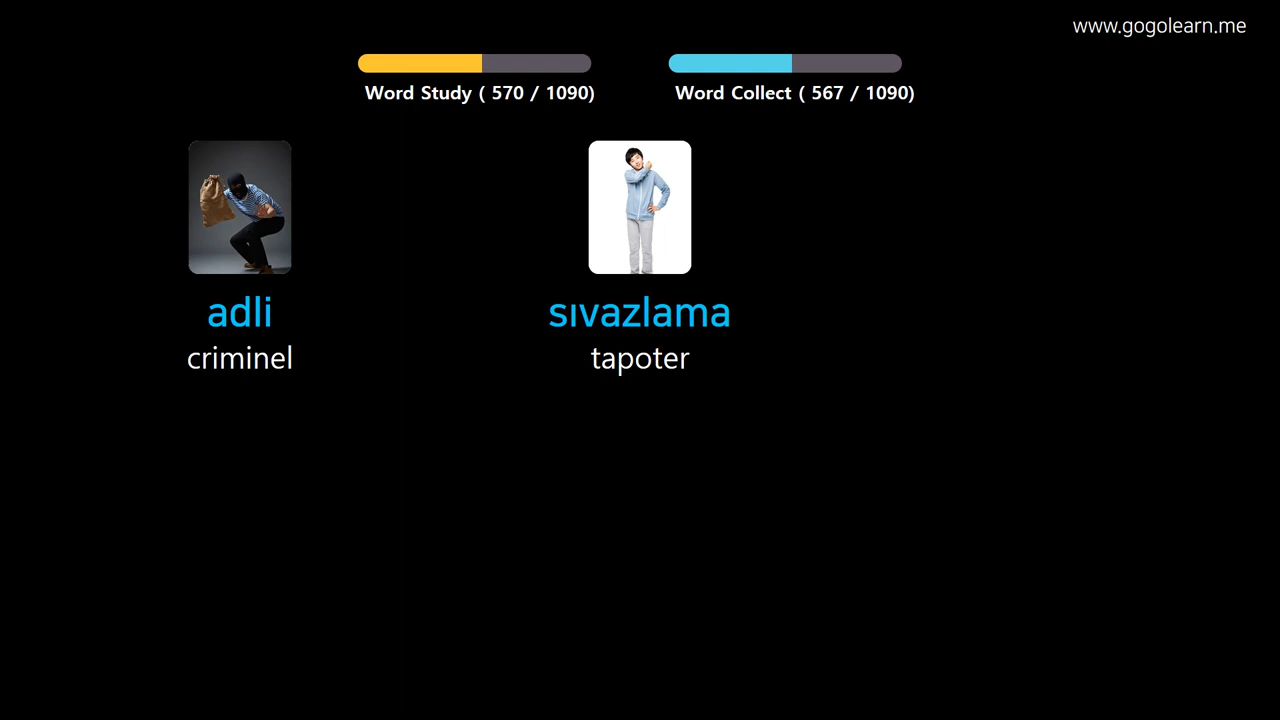 www.gogolearn.me
Word Study ( 570 / 1090)
Word Collect ( 567 / 1090)
adli
criminel
sıvazlama
tapoter